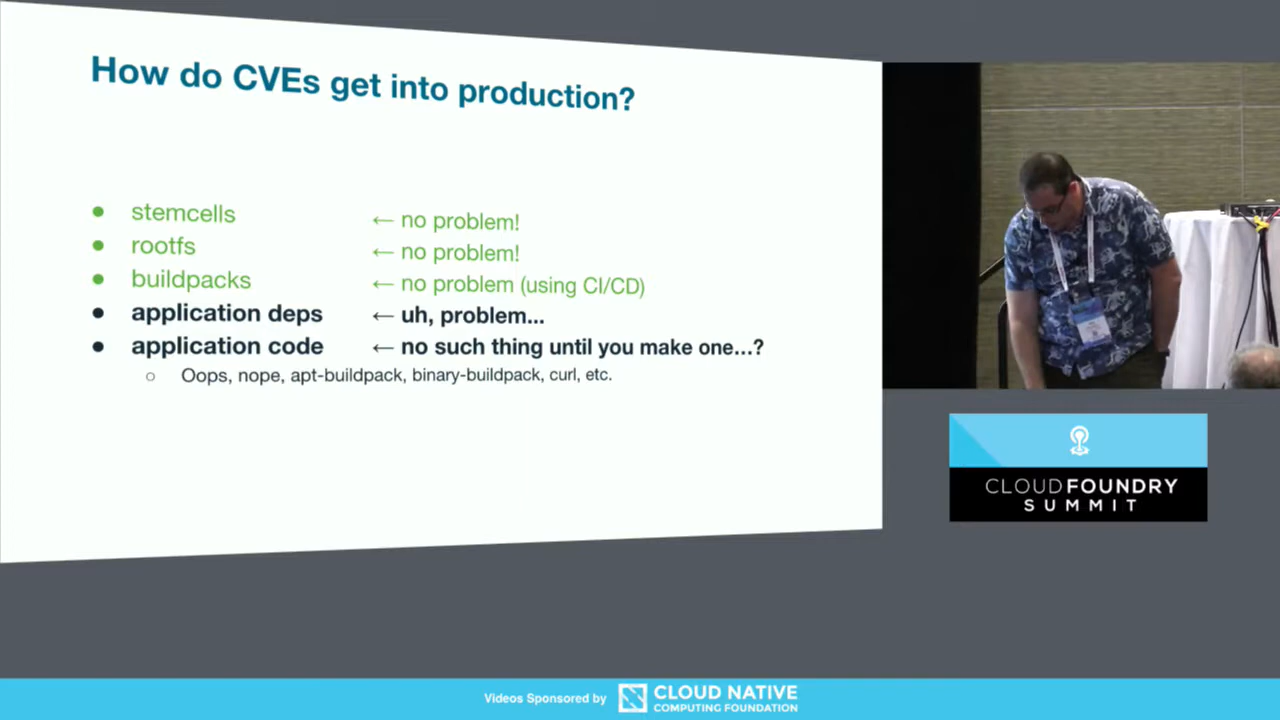 How do CVEs get into production?
● stemcells ← no problem!
● rootfs ← no problem!
● buildpacks ← no problem (using CI/CD)
● application deps ← uh, problem...
● application code ← no such thing until you make one...?
○ Oops, nope, apt-buildpack, binary-buildpack, curl, etc.
CLOUD FOUNDRY
SUMMIT
Videos Sponsored by CLOUD NATIVE
COMPUTING FOUNDATION